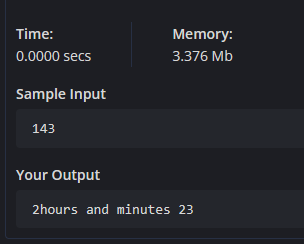 Time:
Memory:
0.0000 secs
3.376 Mb
Sample Input
143
Your Output
2hours and minutes 23